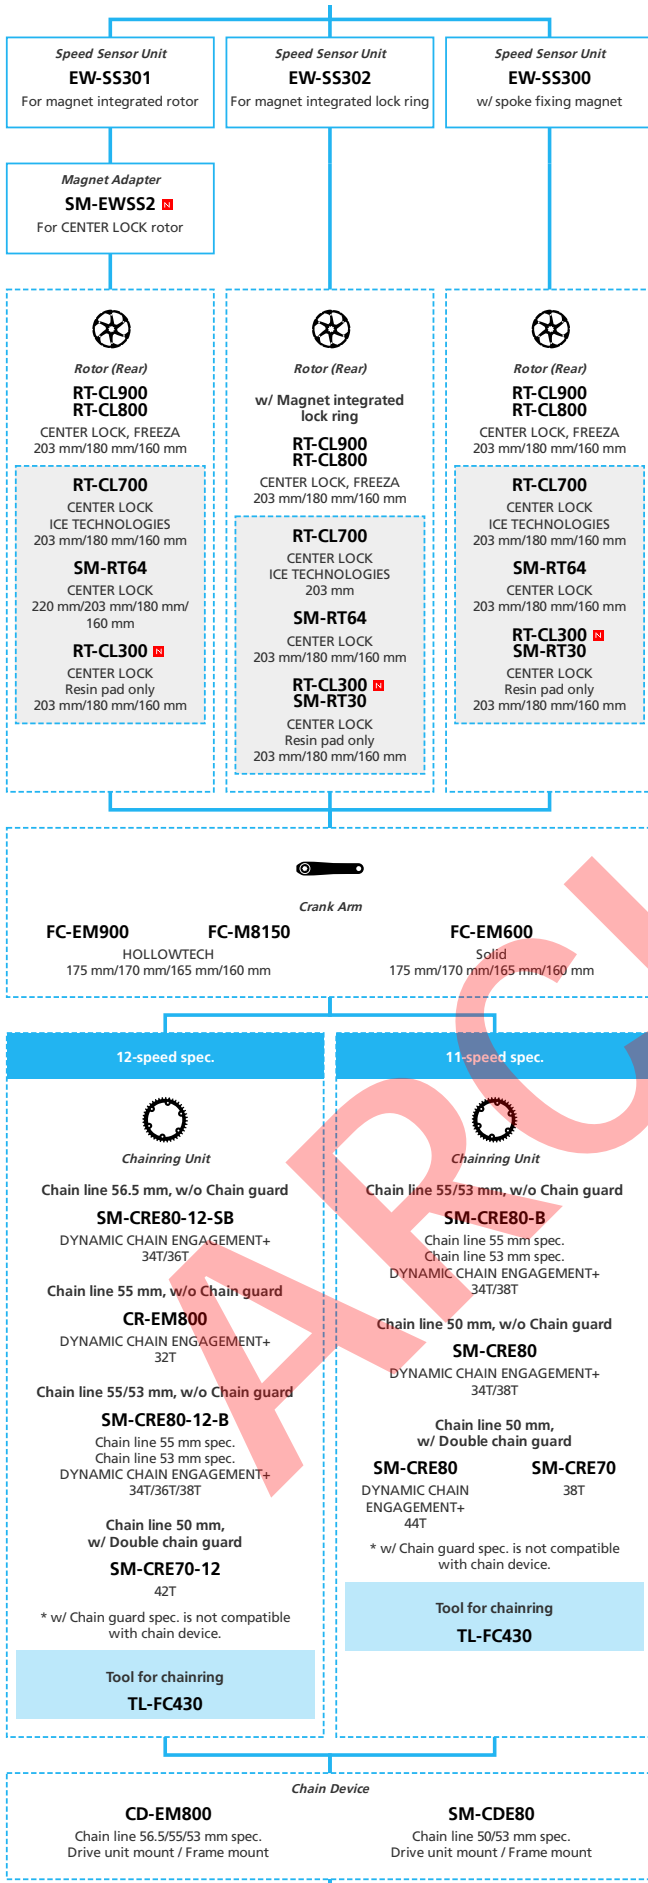 Speed Sensor Unit
EW-SS301
For magnet integrated rotor
Speed Sensor Unit
EW-SS302
For magnet integrated lock ring
Speed Sensor Unit
EW-SS300
w/ spoke fixing magnet
Magnet Adapter
SM-EWSS2 N
For CENTER LOCK rotor
Rotor (Rear)
RT-CL900
RT-CL800
CENTER LOCK, FREEZA
203 mm/180 mm/160 mm
RT-CL700
CENTER LOCK
ICE TECHNOLOGIES
203 mm/180 mm/160 mm
SM-RT64
CENTER LOCK
220 mm/203 mm/180 mm/
160 mm
RT-CL300 N
CENTER LOCK
Resin pad only
203 mm/180 mm/160 mm
Rotor (Rear)
w/ Magnet integrated
lock ring
RT-CL900
RT-CL800
CENTER LOCK, FREEZA
203 mm/180 mm/160 mm
RT-CL700
CENTER LOCK
ICE TECHNOLOGIES
203 mm
SM-RT64
CENTER LOCK
203 mm/180 mm/160 mm
RT-CL300 N
SM-RT30
CENTER LOCK
Resin pad only
203 mm/180 mm/160 mm
Rotor (Rear)
RT-CL900
RT-CL800
CENTER LOCK, FREEZA
203 mm/180 mm/160 mm
RT-CL700
CENTER LOCK
ICE TECHNOLOGIES
203 mm/180 mm/160 mm
SM-RT64
CENTER LOCK
203 mm/180 mm/160 mm
RT-CL300 N
SM-RT30
CENTER LOCK
Resin pad only
203 mm/180 mm/160 mm
Crank Arm
FC-EM900 FC-M8150
HOLLOWTECH
175 mm/170 mm/165 mm/160 mm
FC-EM600
Solid
175 mm/170 mm/165 mm/160 mm
12-speed spec.
Chainring Unit
Chain line 56.5 mm, w/o Chain guard
SM-CRE80-12-SB
DYNAMIC CHAIN ENGAGEMENT+
34T/36T
Chain line 55 mm, w/o Chain guard
CR-EM800
DYNAMIC CHAIN ENGAGEMENT+
32T
Chain line 55/53 mm, w/o Chain guard
SM-CRE80-12-B
Chain line 55 mm spec.
Chain line 53 mm spec.
DYNAMIC CHAIN ENGAGEMENT+
34T/36T/38T
Chain line 50 mm,
w/ Double chain guard
SM-CRE70-12
42T
* w/ Chain guard spec. is not compatible
with chain device.
Tool for chainring
TL-FC430
11-speed spec.
Chainring Unit
Chain line 55/53 mm, w/o Chain guard
SM-CRE80-B
Chain line 55 mm spec.
Chain line 53 mm spec.
DYNAMIC CHAIN ENGAGEMENT+
34T/38T
Chain line 50 mm, w/o Chain guard
SM-CRE80
DYNAMIC CHAIN ENGAGEMENT+
34T/38T
Chain line 50 mm,
w/ Double chain guard
SM-CRE80
DYNAMIC CHAIN
ENGAGEMENT+
44T
SM-CRE70
38T
* w/ Chain guard spec. is not compatible
with chain device.
Tool for chainring
TL-FC430
Chain Device
CD-EM800
Chain line 56.5/55/53 mm spec.
Drive unit mount / Frame mount
SM-CDE80
Chain line 50/53 mm spec.
Drive unit mount / Frame mount